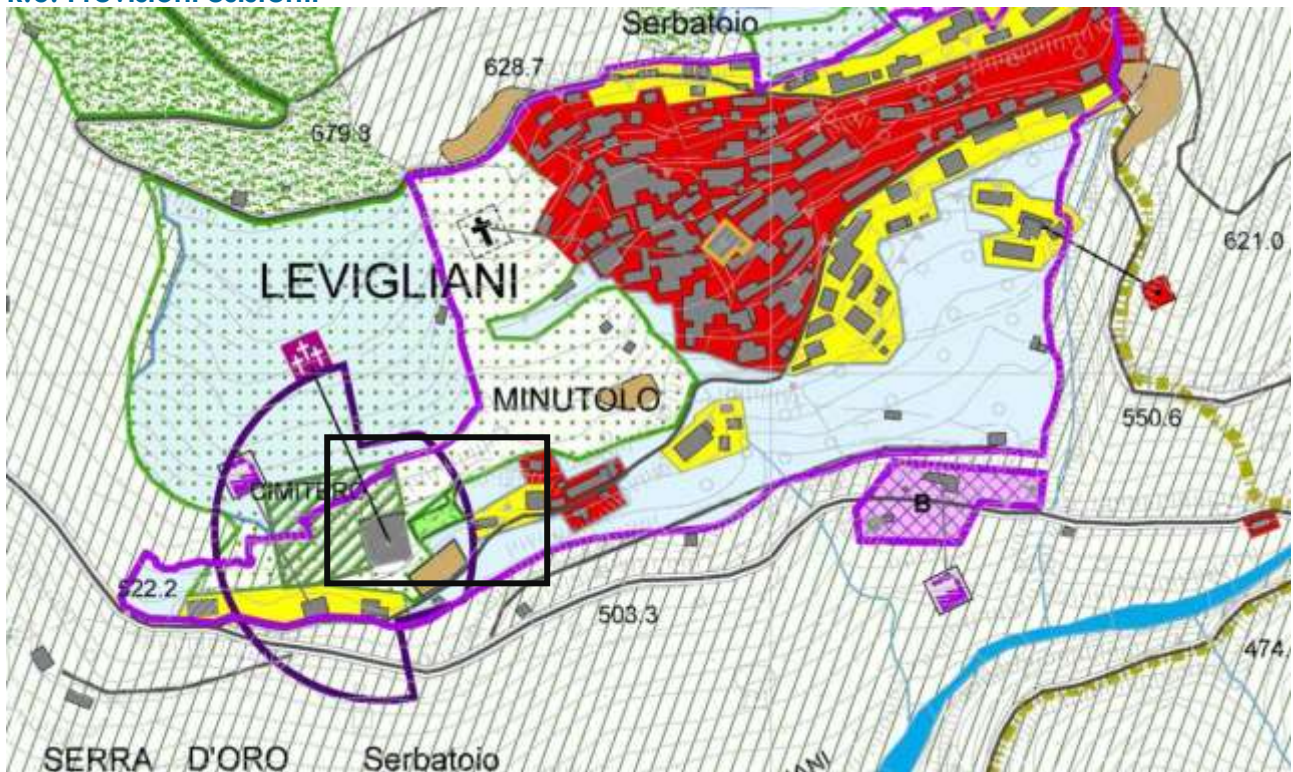 Serbatoio
628.7
679.8
621.0
LEVIGLIANI
MINUTOLO
550.6
CIMITERO
B
522.2
503.3
474.
SERRA D'ORO
Serbatoio